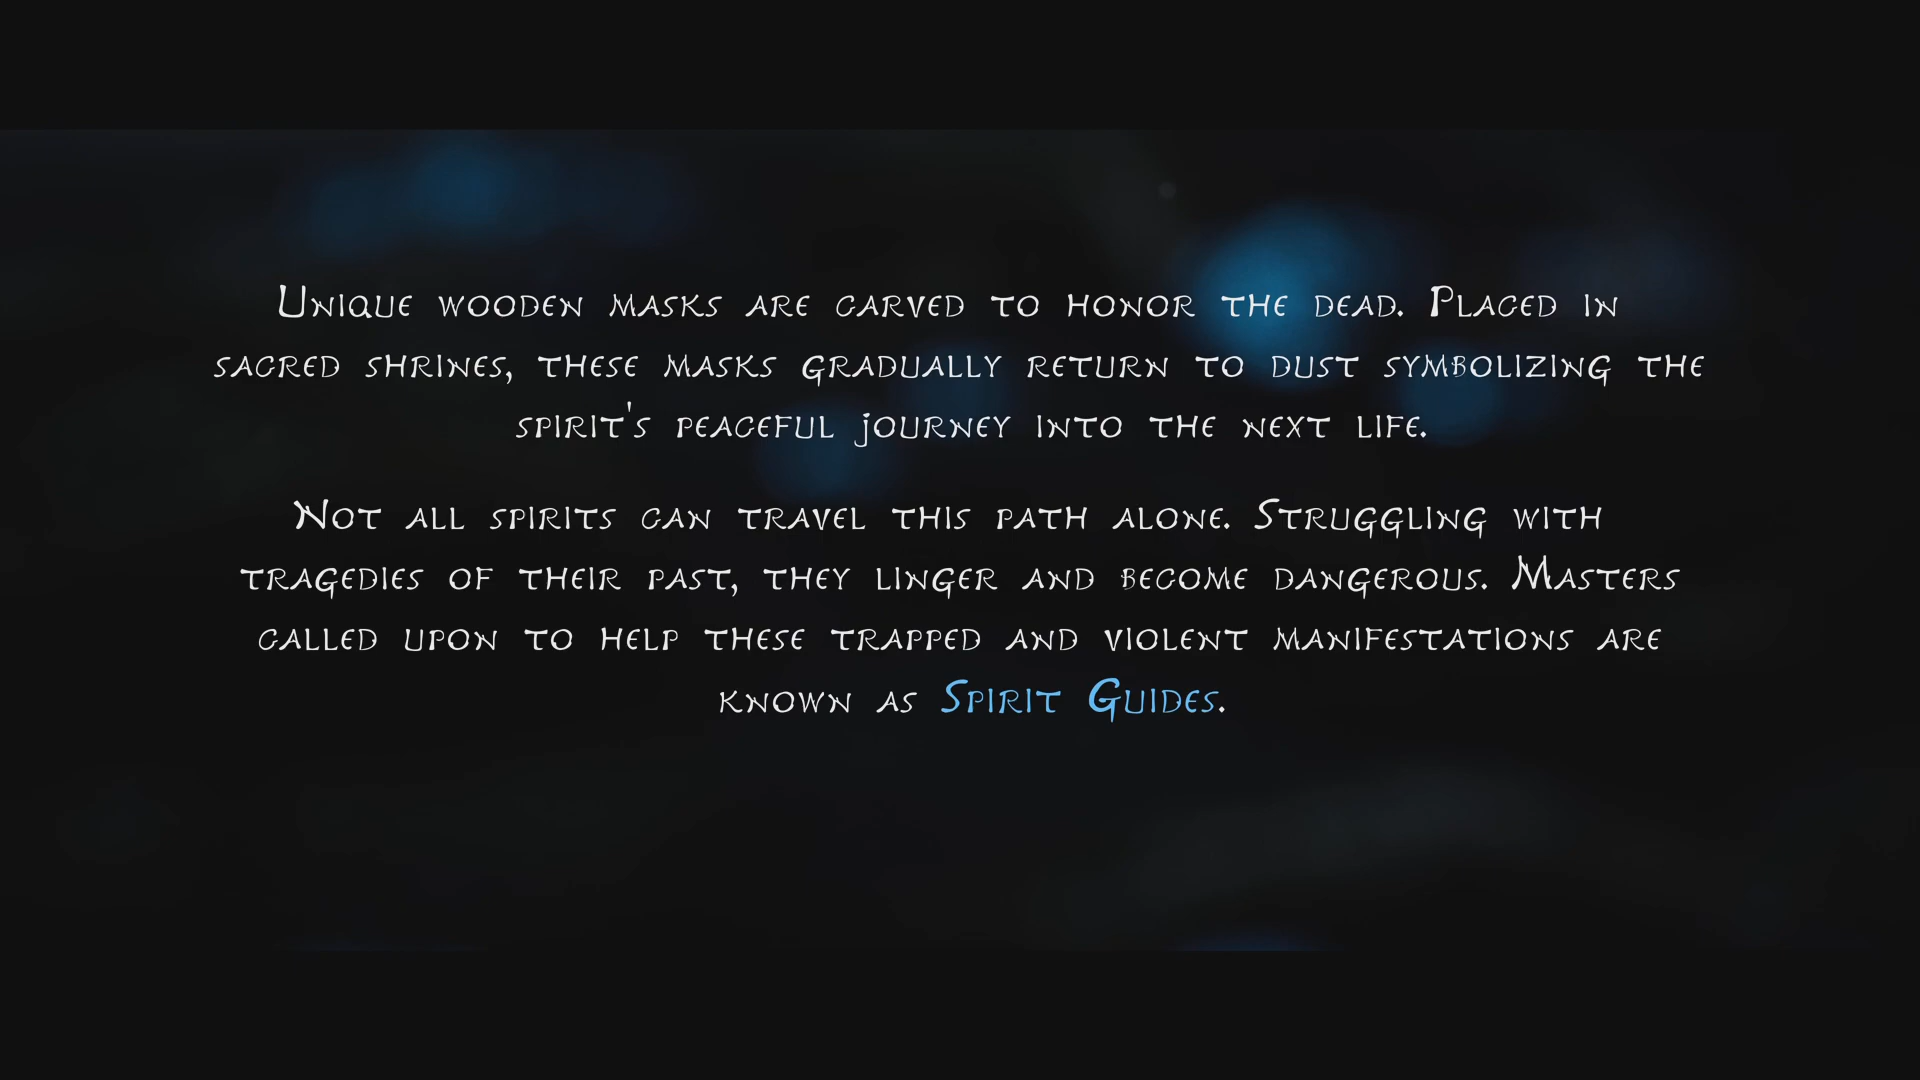 Unique wooden masks are carved to honor the dead. Placed in
sacred shrines, these masks gradually return to dust symbolizing the
spirit's peaceful journey into the next life.
Not all spirits can travel this path alone. Struggling with
tragedies of their past, they linger and become dangerous. Masters
called upon to help these trapped and violent manifestations are
known as Spirit Guides.